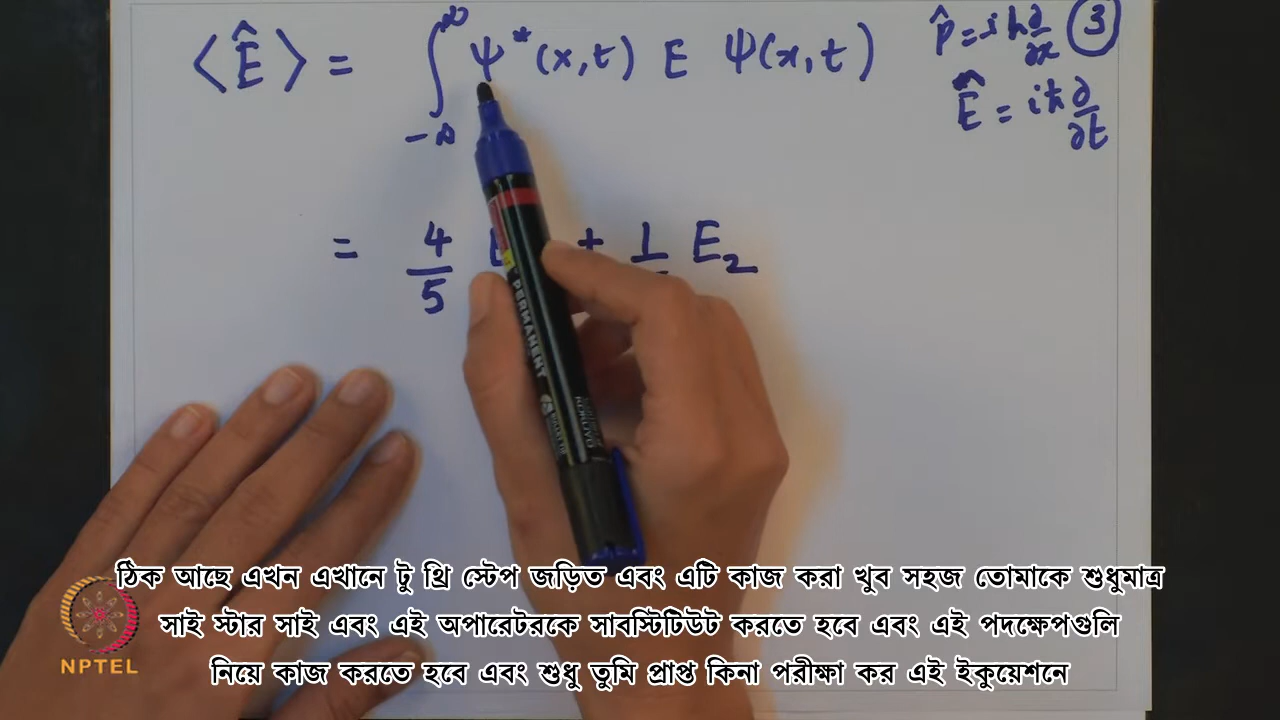 ⟨Ê⟩ = ∫_{-∞}^{∞} ψ*(x,t) E ψ(x,t)
p̂ = iħ ∂/∂x ③
Ê = iħ ∂/∂t
= 4/5 + 1 E₂
PERMANENT
ঠিক আছে এখন এখানে টু থ্রি স্টেপ জড়িত এবং এটি কাজ করা খুব সহজ তোমাকে শুধুমাত্র
সাই স্টার সাই এবং এই অপারেটরকে সাবস্টিটিউট করতে হবে এবং এই পদক্ষেপগুলি
নিয়ে কাজ করতে হবে এবং শুধু তুমি প্রাপ্ত কিনা পরীক্ষা কর এই ইকুয়েশনে
NPTEL